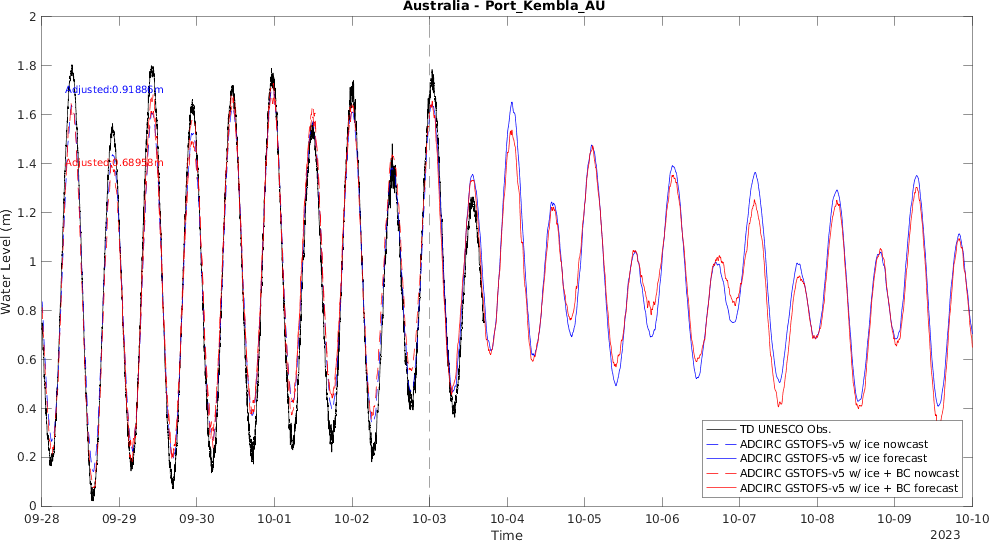 Australia - Port_Kembla_AU
2
1.8
1.6
1.4
1.2
1
0.8
0.6
0.4
0.2
0
Water Level (m)
Adjusted:0.91886m
Adjusted:0.68958m
TD UNESCO Obs.
ADCIRC GSTOFS-v5 w/ ice nowcast
ADCIRC GSTOFS-v5 w/ ice forecast
ADCIRC GSTOFS-v5 w/ ice + BC nowcast
ADCIRC GSTOFS-v5 w/ ice + BC forecast
09-28 09-29 09-30 10-01 10-02 10-03 10-04 10-05 10-06 10-07 10-08 10-09 10-10
Time
2023